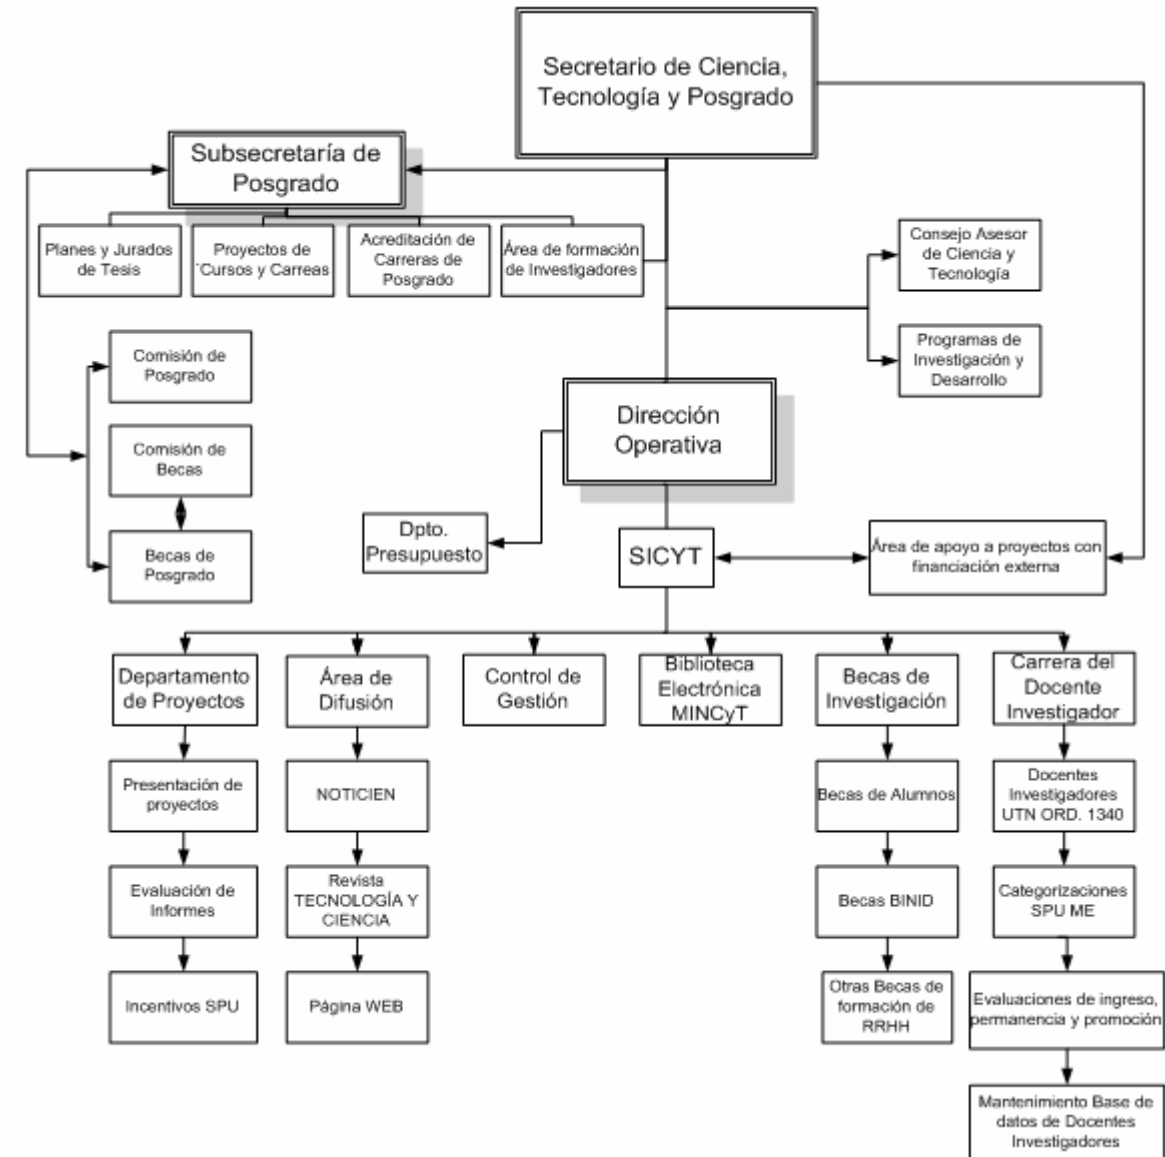 Secretario de Ciencia,
Tecnología y Posgrado
Subsecretaría de
Posgrado
Planes y Jurados
de Tesis
Proyectos de
Cursos y Carreas
Acreditación de
Carreras de
Posgrado
Área de formación
de Investigadores
Consejo Asesor
de Ciencia y
Tecnología
Programas de
Investigación y
Desarrollo
Comisión de
Posgrado
Comisión de
Becas
Becas de
Posgrado
Dirección
Operativa
Dpto.
Presupuesto
SICYT
Área de apoyo a proyectos con
financiación externa
Departamento
de Proyectos
Área de
Difusión
Control de
Gestión
Biblioteca
Electrónica
MINCyT
Becas de
Investigación
Carrera del
Docente
Investigador
Presentación de
proyectos
NOTICIEN
Becas de Alumnos
Docentes
Investigadores
UTN ORD. 1340
Evaluación de
Informes
Revista
TECNOLOGÍA Y
CIENCIA
Becas BINID
Categorizaciones
SPU ME
Incentivos SPU
Página WEB
Otras Becas de
formación de
RRHH
Evaluaciones de ingreso,
permanencia y promoción
Mantenimiento Base de
datos de Docentes
Investigadores